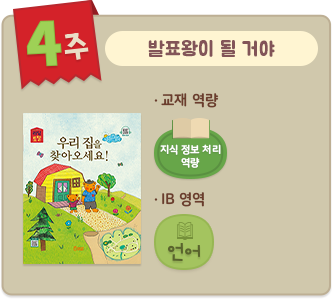 4주
발표왕이 될 거야
우리 집을
찾아오세요!
· 교재 역량
지식 정보 처리
역량
· IB 영역
언어